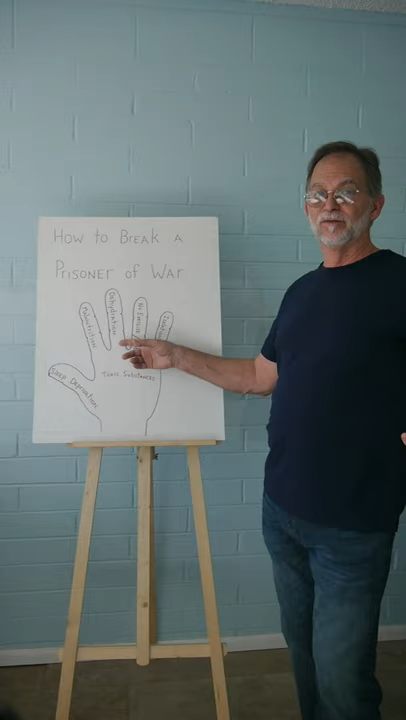 How to Break a
Prisoner of War
Sleep Deprivation
Malnutrition
Dehydration
Toxic Substances